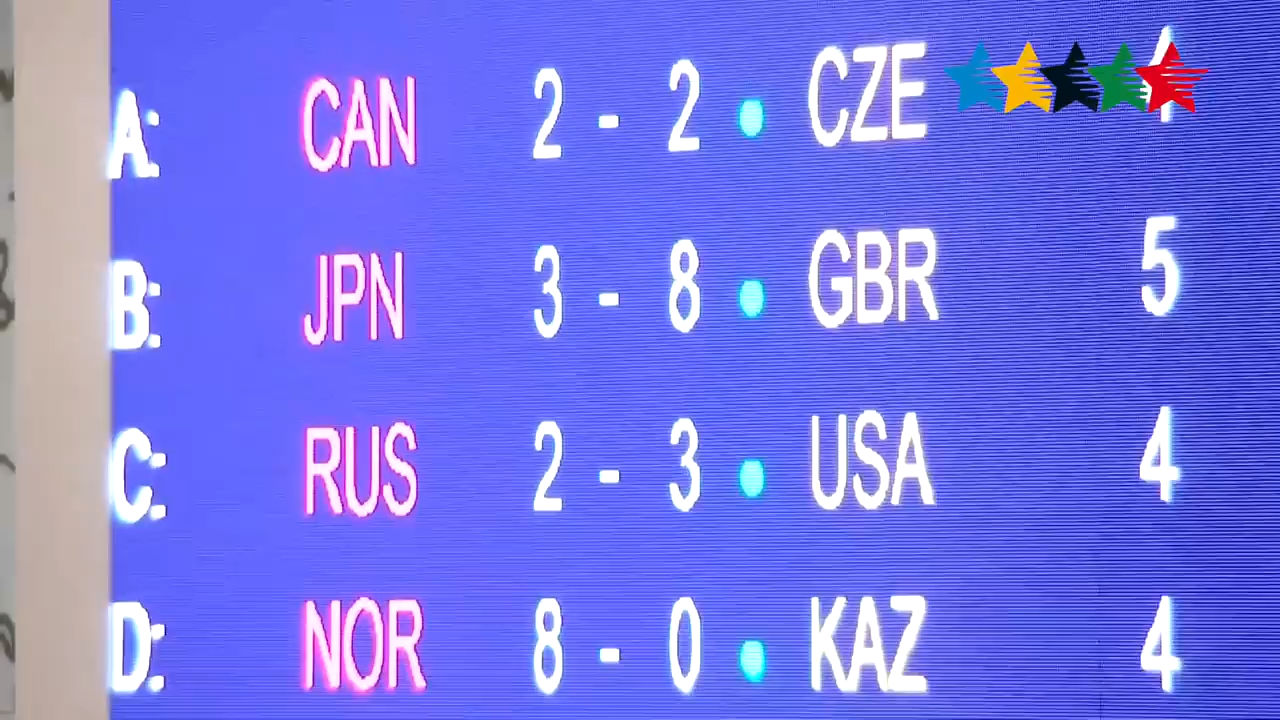 A: CAN 2 - 2 CZE
B: JPN 3 - 8 GBR 5
C: RUS 2 - 3 USA 4
D: NOR 8 - 0 KAZ 4